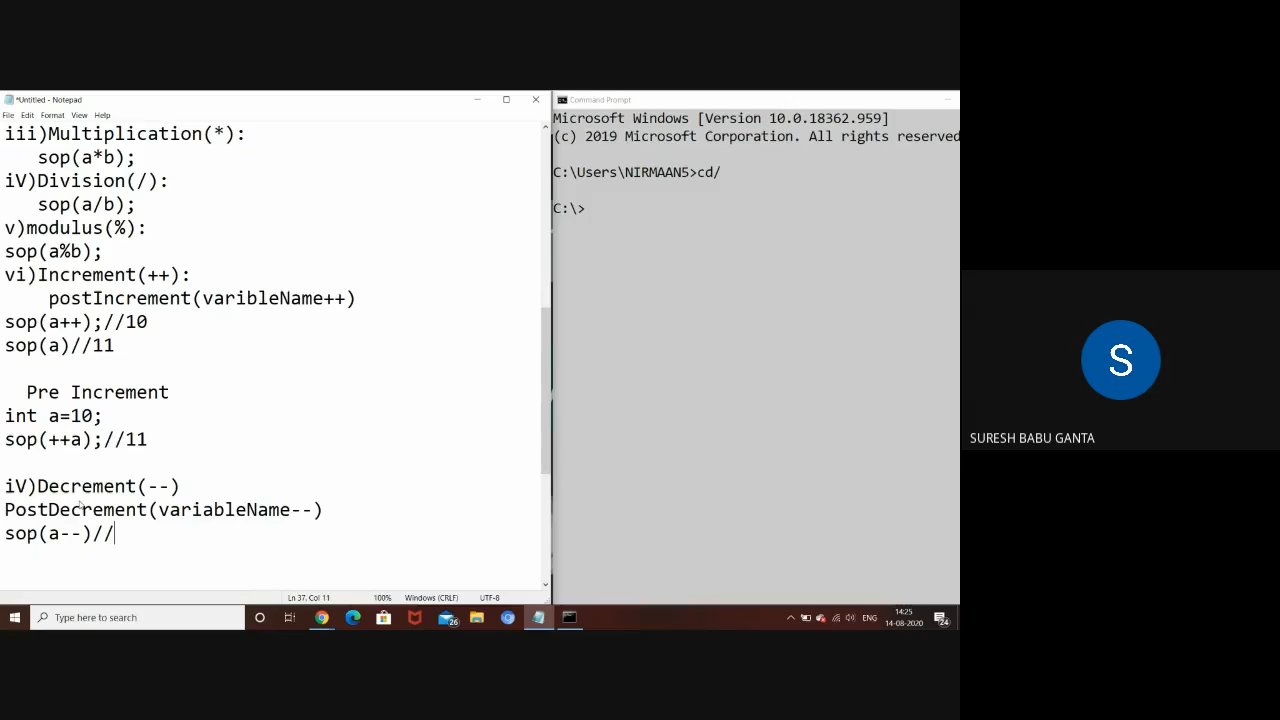 *Untitled - Notepad
File Edit Format View Help
iii)Multiplication(*):
sop(a*b);
iV)Division(/):
sop(a/b);
v)modulus(%):
sop(a%b);
vi)Increment(++):
postIncrement(varibleName++)
sop(a++);//10
sop(a)//11
Pre Increment
int a=10;
sop(++a);//11
iV)Decrement(--)
PostDecrement(variableName--)
sop(a--)//
Ln 37, Col 11 100% Windows (CRLF) UTF-8
Command Prompt
Microsoft Windows [Version 10.0.18362.959]
(c) 2019 Microsoft Corporation. All rights reserved
C:\Users\NIRMAAN5>cd/
C:\>
S
SURESH BABU GANTA
Type here to search
26
ENG
14:25
14-08-2020
24